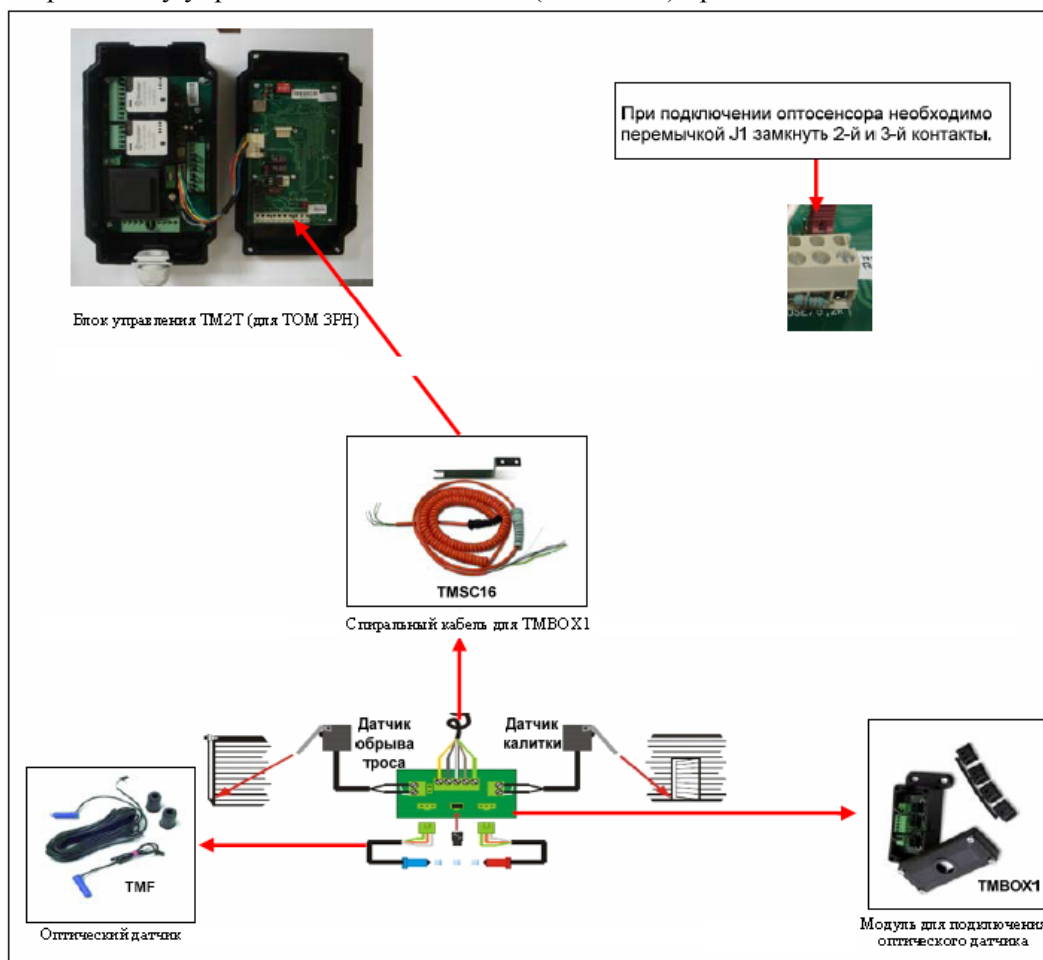 При подключении оптосенсора необходимо
перемычкой J1 замкнуть 2-й и 3-й контакты.
Блок управления TM2T (для ТОМ 3PH)
TMSC16
Спиральный кабель для TMBOX1
Датчик
обрыва
троса
Датчик
калитки
TMF
Оптический датчик
TMBOX1
Модуль для подключения
оптического датчика